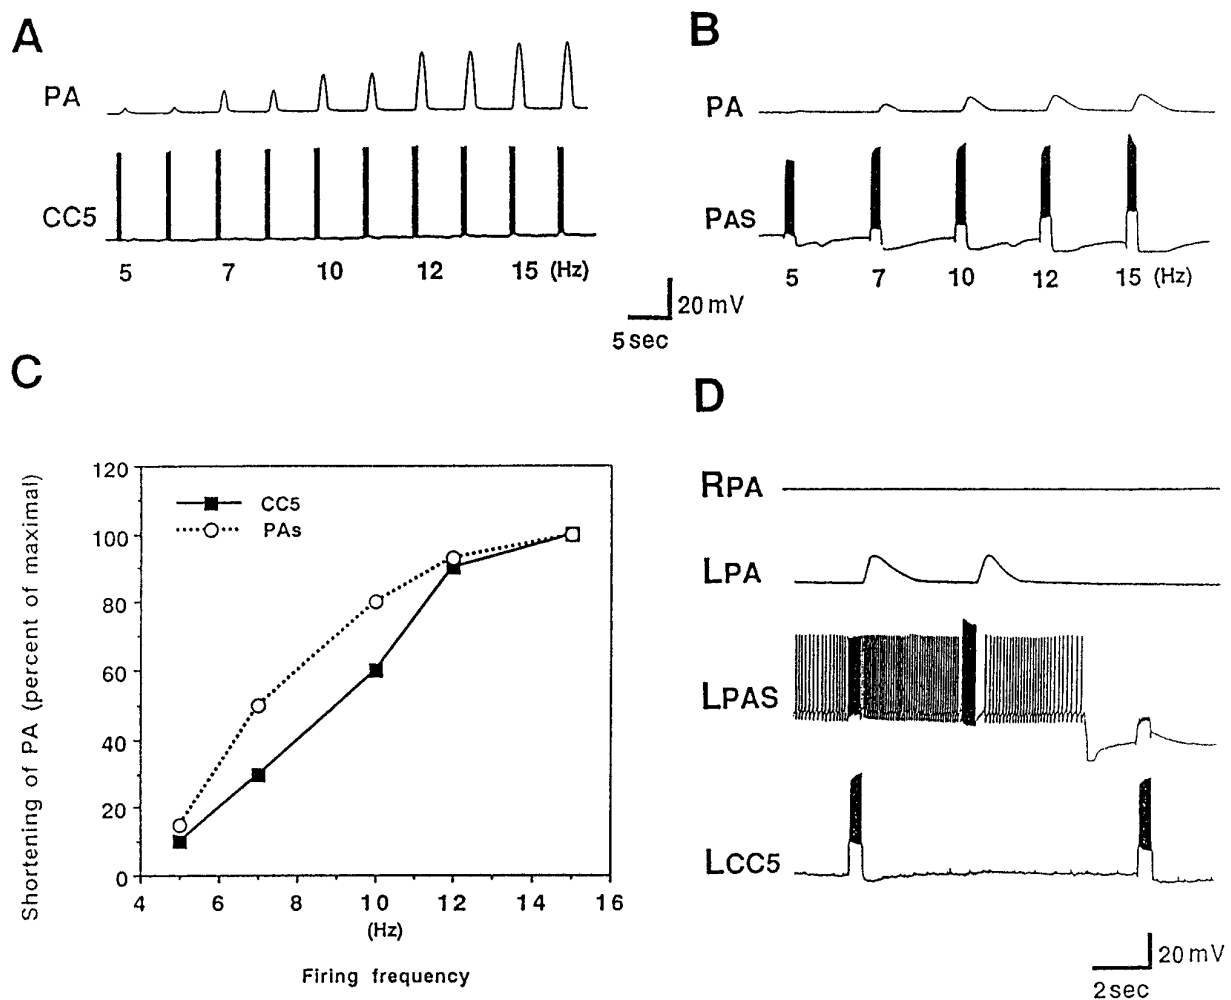 A
PA
CC5
5 7 10 12 15 (Hz)
B
PA
PAS
5 7 10 12 15 (Hz)
20 mV
5 sec
C
Shortening of PA (percent of maximal)
120
100
80
60
40
20
0
CC5
PAs
4 6 8 10 12 14 16
(Hz)
Firing frequency
D
RPA
LPA
LPAS
LCC5
20 mV
2 sec